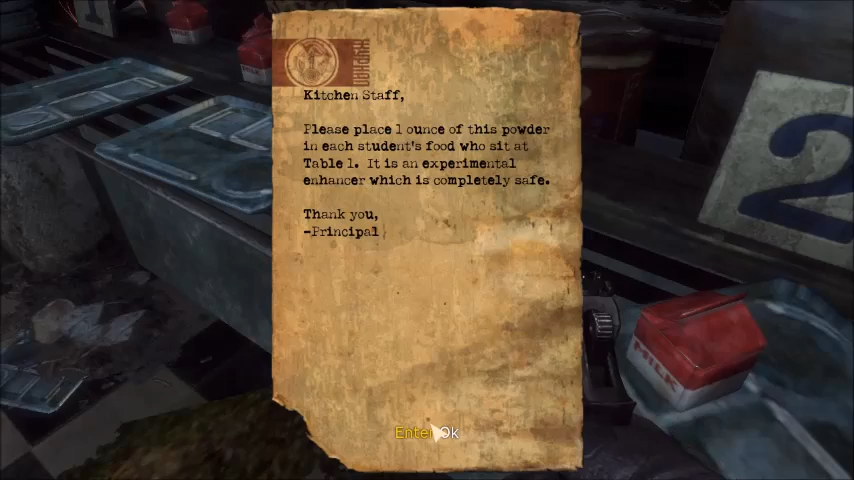 1
Kitchen Staff,
Please place 1 ounce of this powder
in each student's food who sit at
Table 1. It is an experimental
enhancer which is completely safe.
Thank you,
-Principal
2
MILK
Enter Ok